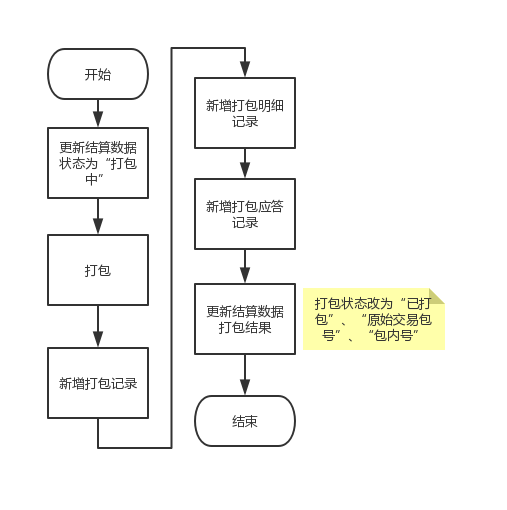 开始
更新结算数据
状态为“打包
中”
打包
新增打包记录
新增打包明细
记录
新增打包应答
记录
更新结算数据
打包结果
打包状态改为“已打
包”、“原始交易包
号”、“包内号”
结束